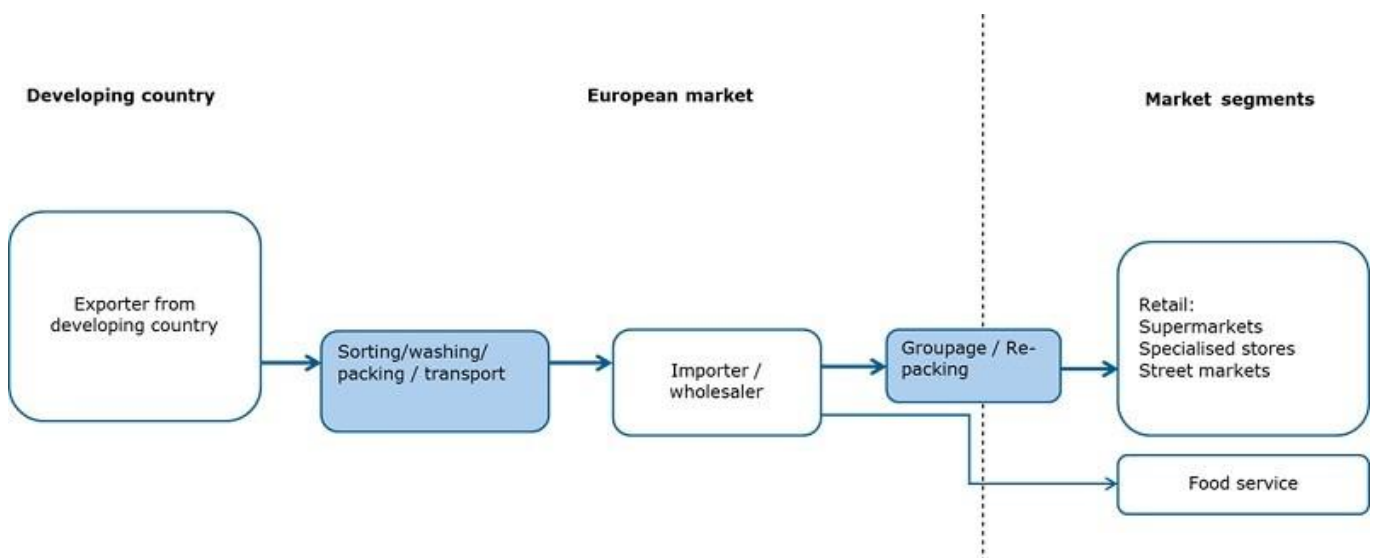 Developing country
European market
Market segments
Exporter from
developing country
Sorting/washing/
packing / transport
Importer /
wholesaler
Groupage / Re-
packing
Retail:
Supermarkets
Specialised stores
Street markets
Food service